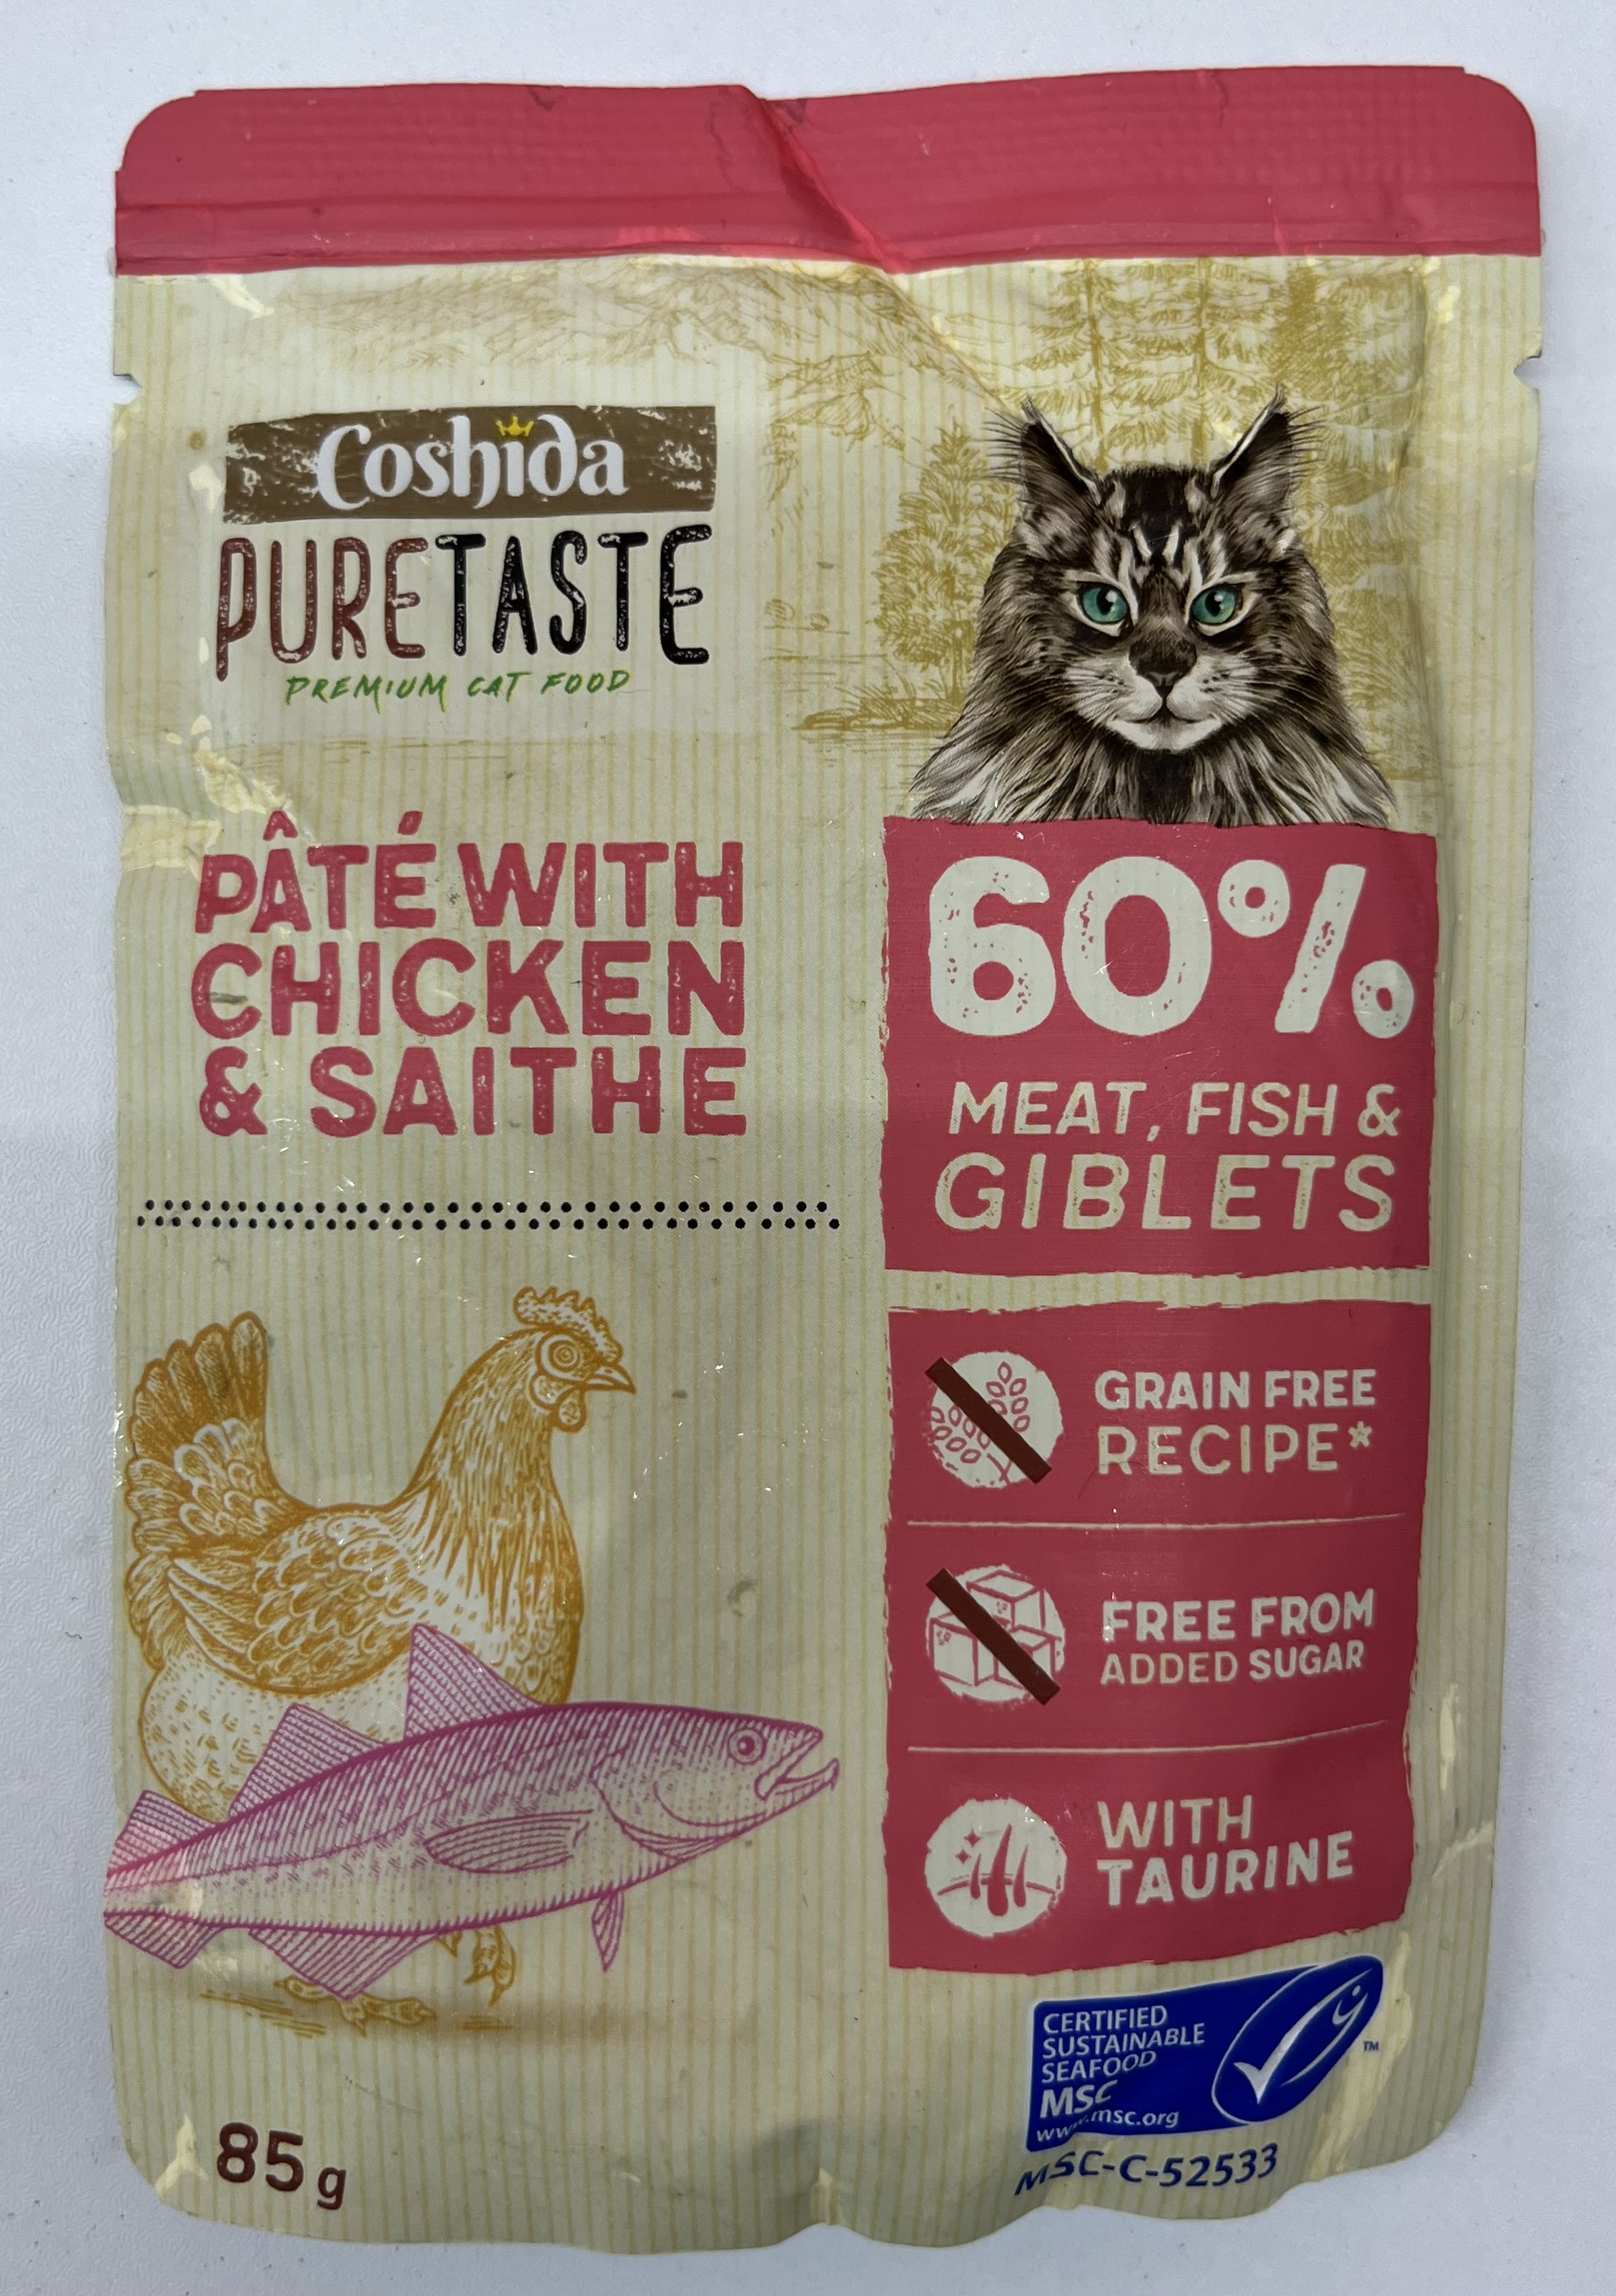 Coshida
PURETASTE
PREMIUM CAT FOOD
PÂTÉ WITH
CHICKEN
& SAITHE
60%
MEAT, FISH &
GIBLETS
GRAIN FREE
RECIPE*
FREE FROM
ADDED SUGAR
WITH
TAURINE
CERTIFIED
SUSTAINABLE
SEAFOOD
MSC
www.msc.org
TM
MSC-C-52533
85g